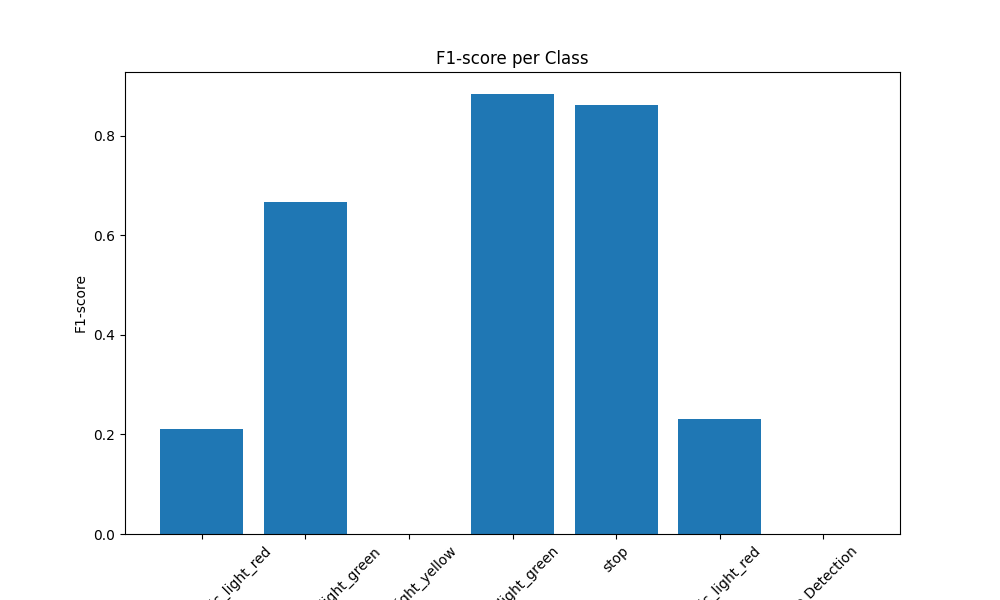 F1-score per Class
F1-score
0.8
0.6
0.4
0.2
0.0
c_light_red
light_green
ght_yellow
light_green
stop
c_light_red
Detection